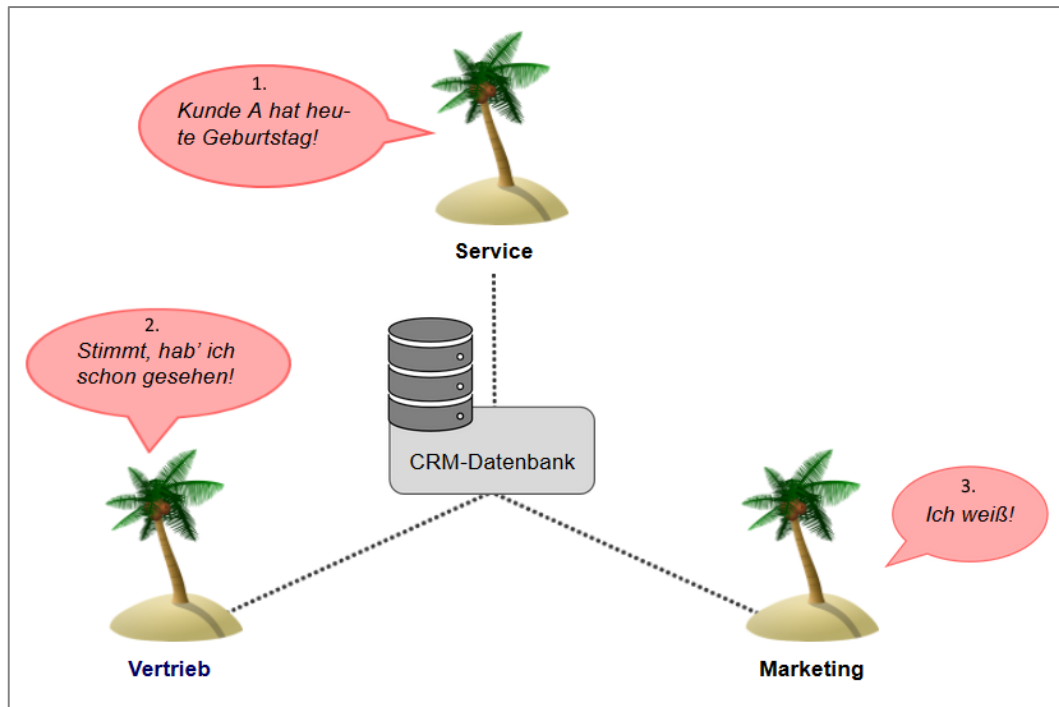 1.
Kunde A hat heu-
te Geburtstag!
Service
2.
Stimmt, hab’ ich
schon gesehen!
CRM-Datenbank
3.
Ich weiß!
Vertrieb
Marketing